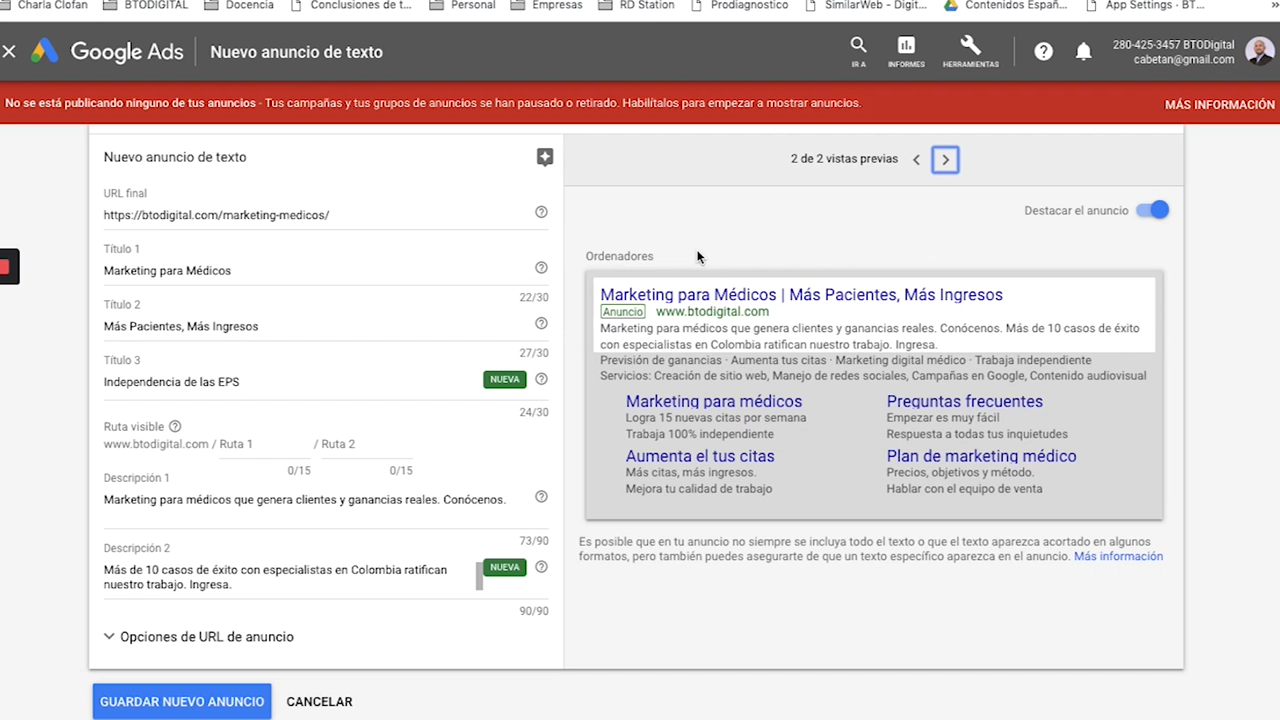 Charla Clofan BTODIGITAL Docencia Conclusiones de t... Personal Empresas RD Station Prodiagnostico SimilarWeb - Digit... Contenidos Españ... App Settings - BT... »
Google Ads Nuevo anuncio de texto
IR A INFORMES HERRAMIENTAS
280-425-3457 BTODigital
cabetan@gmail.com
No se está publicando ninguno de tus anuncios - Tus campañas y tus grupos de anuncios se han pausado o retirado. Habilítalos para empezar a mostrar anuncios. MÁS INFORMACIÓN
Nuevo anuncio de texto
URL final
https://btodigital.com/marketing-medicos/
Título 1
Marketing para Médicos
22/30
Título 2
Más Pacientes, Más Ingresos
27/30
Título 3
Independencia de las EPS NUEVA
24/30
Ruta visible
www.btodigital.com / Ruta 1 / Ruta 2
0/15 0/15
Descripción 1
Marketing para médicos que genera clientes y ganancias reales. Conócenos.
73/90
Descripción 2
Más de 10 casos de éxito con especialistas en Colombia ratifican NUEVA
nuestro trabajo. Ingresa.
90/90
Opciones de URL de anuncio
GUARDAR NUEVO ANUNCIO CANCELAR
2 de 2 vistas previas
Destacar el anuncio
Ordenadores
Marketing para Médicos | Más Pacientes, Más Ingresos
Anuncio www.btodigital.com
Marketing para médicos que genera clientes y ganancias reales. Conócenos. Más de 10 casos de éxito
con especialistas en Colombia ratifican nuestro trabajo. Ingresa.
Previsión de ganancias · Aumenta tus citas · Marketing digital médico · Trabaja independiente
Servicios: Creación de sitio web, Manejo de redes sociales, Campañas en Google, Contenido audiovisual
Marketing para médicos
Logra 15 nuevas citas por semana
Trabaja 100% independiente
Preguntas frecuentes
Empezar es muy fácil
Respuesta a todas tus inquietudes
Aumenta el tus citas
Más citas, más ingresos.
Mejora tu calidad de trabajo
Plan de marketing médico
Precios, objetivos y método.
Hablar con el equipo de venta
Es posible que en tu anuncio no siempre se incluya todo el texto o que el texto aparezca acortado en algunos
formatos, pero también puedes asegurarte de que un texto específico aparezca en el anuncio. Más información